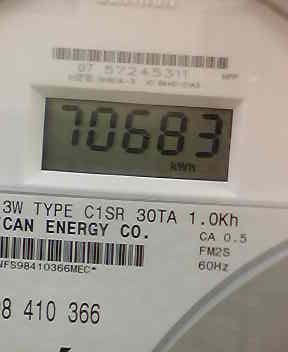 07 57245311
70683
kWh
3W TYPE C1SR 30TA 1.0Kh
CAN ENERGY CO.
CA 0.5
FM2S
NFS98410366MEC*
60Hz
8 410 366